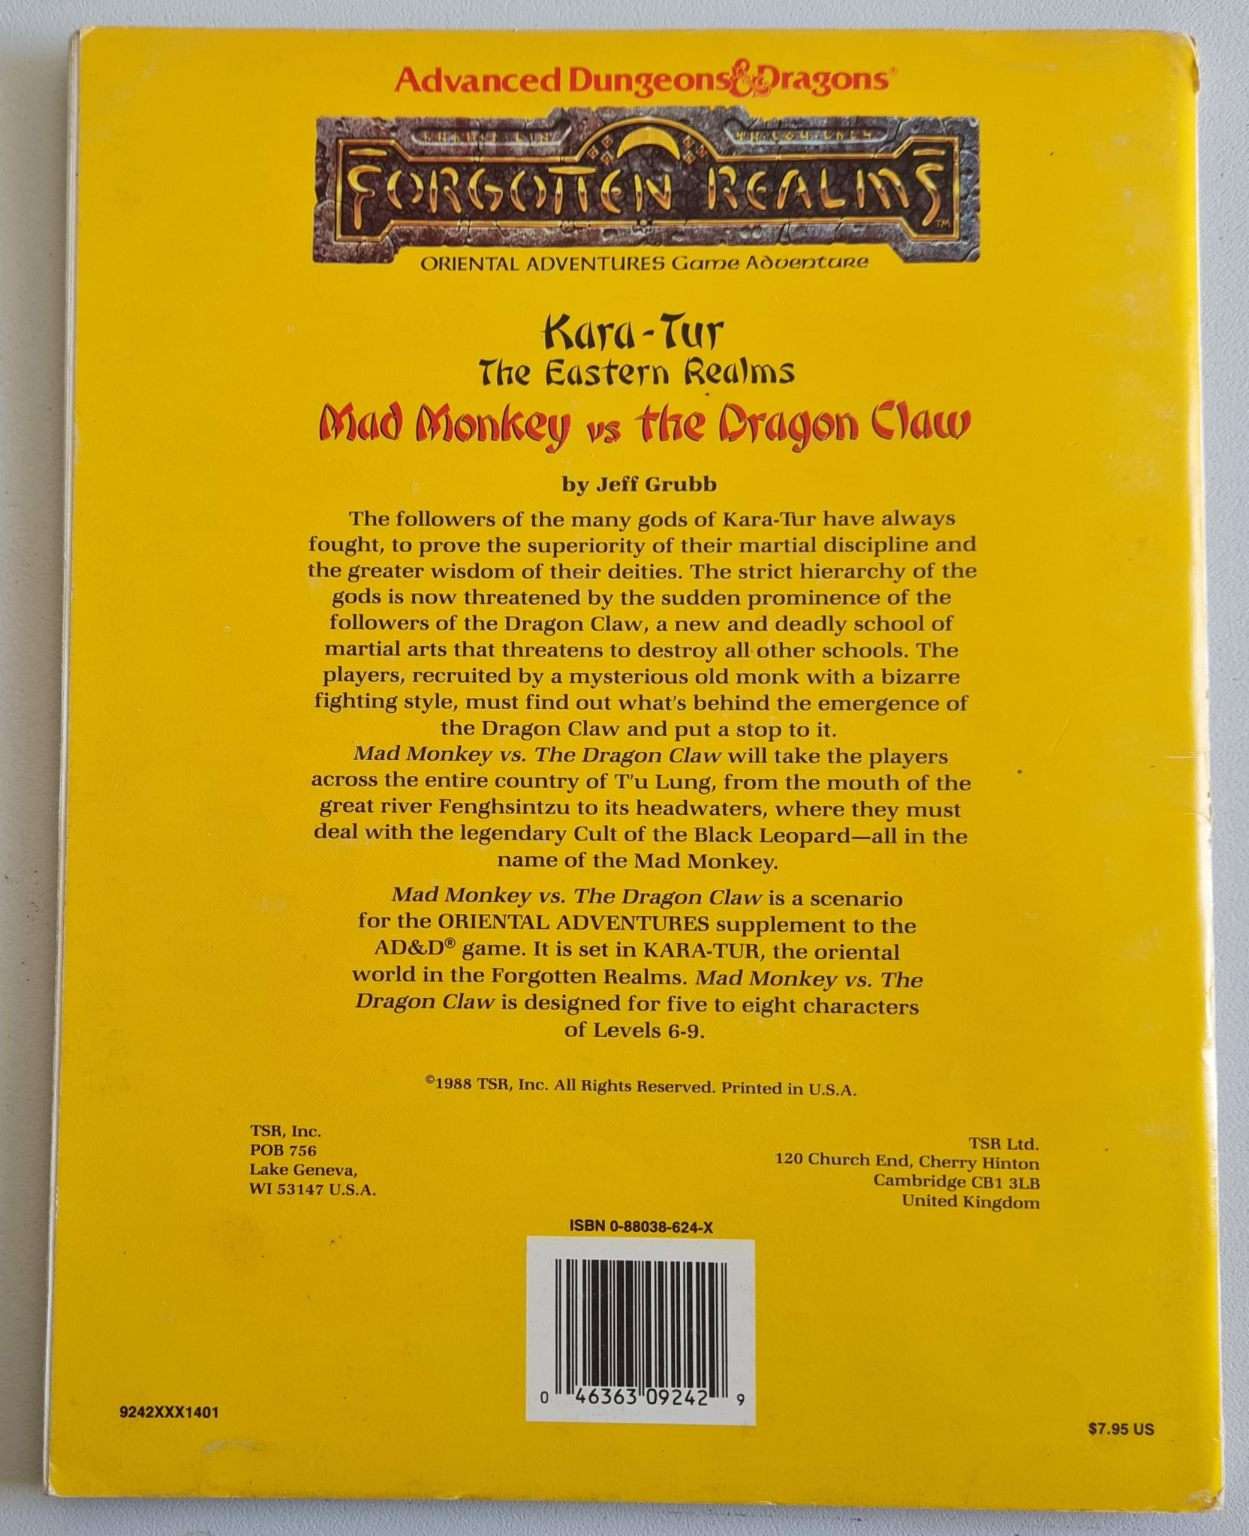 Advanced Dungeons & Dragons®
FORGOTTEN REALMS™
ORIENTAL ADVENTURES Game Adventure
Kara-Tur
The Eastern Realms
Mad Monkey vs the Dragon Claw
by Jeff Grubb
The followers of the many gods of Kara-Tur have always
fought, to prove the superiority of their martial discipline and
the greater wisdom of their deities. The strict hierarchy of the
gods is now threatened by the sudden prominence of the
followers of the Dragon Claw, a new and deadly school of
martial arts that threatens to destroy all other schools. The
players, recruited by a mysterious old monk with a bizarre
fighting style, must find out what's behind the emergence of
the Dragon Claw and put a stop to it.
Mad Monkey vs. The Dragon Claw will take the players
across the entire country of T'u Lung, from the mouth of the
great river Fenghsintzu to its headwaters, where they must
deal with the legendary Cult of the Black Leopard—all in the
name of the Mad Monkey.
Mad Monkey vs. The Dragon Claw is a scenario
for the ORIENTAL ADVENTURES supplement to the
AD&D® game. It is set in KARA-TUR, the oriental
world in the Forgotten Realms. Mad Monkey vs. The
Dragon Claw is designed for five to eight characters
of Levels 6-9.
©1988 TSR, Inc. All Rights Reserved. Printed in U.S.A.
TSR, Inc.
POB 756
Lake Geneva,
WI 53147 U.S.A.
TSR Ltd.
120 Church End, Cherry Hinton
Cambridge CB1 3LB
United Kingdom
ISBN 0-88038-624-X
0 46363 09242 9
9242XXX1401
$7.95 US